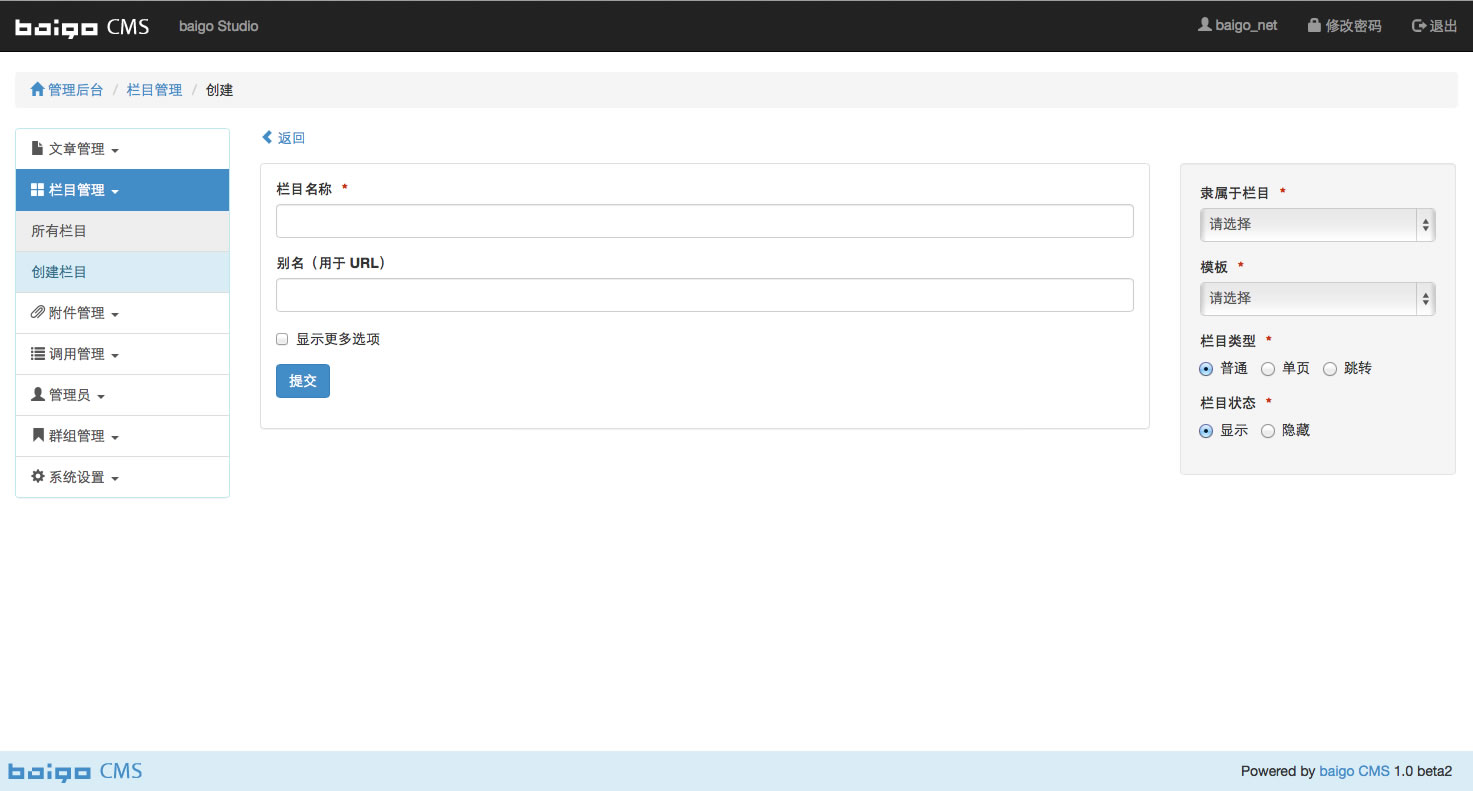 baigo CMS baigo Studio baigo_net 修改密码 退出
管理后台 / 栏目管理 / 创建
文章管理
栏目管理
所有栏目
创建栏目
附件管理
调用管理
管理员
群组管理
系统设置
返回
栏目名称 *
别名（用于 URL）
显示更多选项
提交
隶属于栏目 *
请选择
模板 *
请选择
栏目类型 *
普通 单页 跳转
栏目状态 *
显示 隐藏
baigo CMS Powered by baigo CMS 1.0 beta2